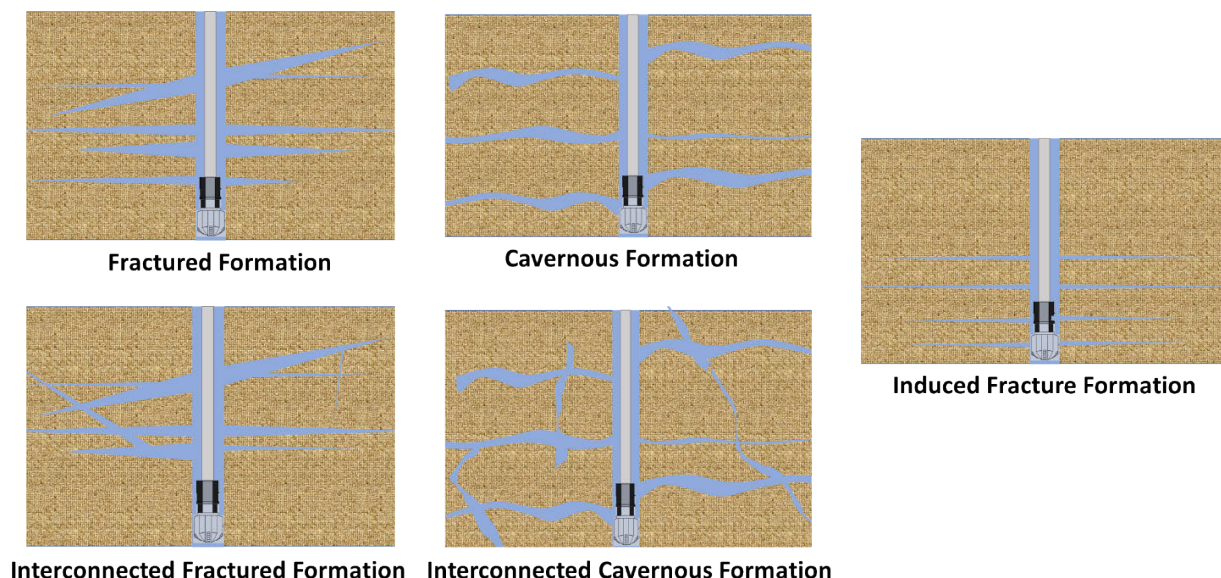 Fractured Formation
Cavernous Formation
Induced Fracture Formation
Interconnected Fractured Formation
Interconnected Cavernous Formation